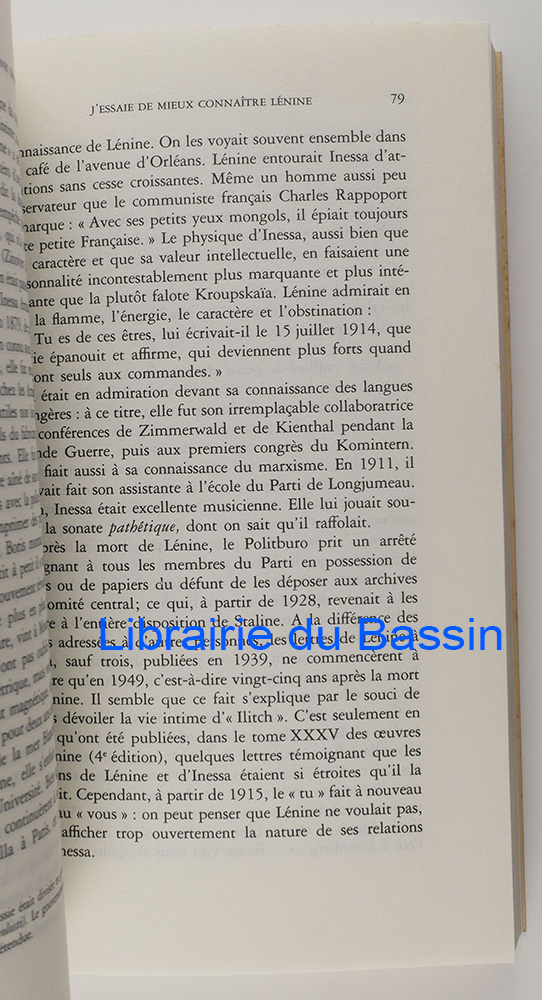 J'ESSAIE DE MIEUX CONNAÎTRE LÉNINE 79
nnaissance de Lénine. On les voyait souvent ensemble dans
café de l'avenue d'Orléans. Lénine entourait Inessa d'at-
tions sans cesse croissantes. Même un homme aussi peu
servateur que le communiste français Charles Rappoport
marque : « Avec ses petits yeux mongols, il épiait toujours
e petite Française. » Le physique d'Inessa, aussi bien que
caractère et que sa valeur intellectuelle, en faisaient une
sonnalité incontestablement plus marquante et plus inté-
ante que la plutôt falote Kroupskaïa. Lénine admirait en
la flamme, l'énergie, le caractère et l'obstination :
Tu es de ces êtres, lui écrivait-il le 15 juillet 1914, que
ie épanouit et affirme, qui deviennent plus forts quand
ont seuls aux commandes. »
était en admiration devant sa connaissance des langues
ngères : à ce titre, elle fut son irremplaçable collaboratrice
conférences de Zimmerwald et de Kienthal pendant la
nde Guerre, puis aux premiers congrès du Komintern.
fiait aussi à sa connaissance du marxisme. En 1911, il
vait fait son assistante à l'école du Parti de Longjumeau.
, Inessa était excellente musicienne. Elle lui jouait sou-
la sonate pathétique, dont on sait qu'il raffolait.
près la mort de Lénine, le Politburo prit un arrêté
gnant à tous les membres du Parti en possession de
s ou de papiers du défunt de les déposer aux archives
omité central; ce qui, à partir de 1928, revenait à les
re à l'entière disposition de Staline. A la différence des
s adressées à d'autres personnes, les lettres de Lénine à
, sauf trois, publiées en 1939, ne commencèrent à
re qu'en 1949, c'est-à-dire vingt-cinq ans après la mort
nine. Il semble que ce fait s'explique par le souci de
s dévoiler la vie intime d'« Ilitch ». C'est seulement en
qu'ont été publiées, dans le tome XXXV des œuvres
nine (4e édition), quelques lettres témoignant que les
ns de Lénine et d'Inessa étaient si étroites qu'il la
it. Cependant, à partir de 1915, le « tu » fait à nouveau
au « vous » : on peut penser que Lénine ne voulait pas,
afficher trop ouvertement la nature de ses relations
nessa.
Librairie du Bassin